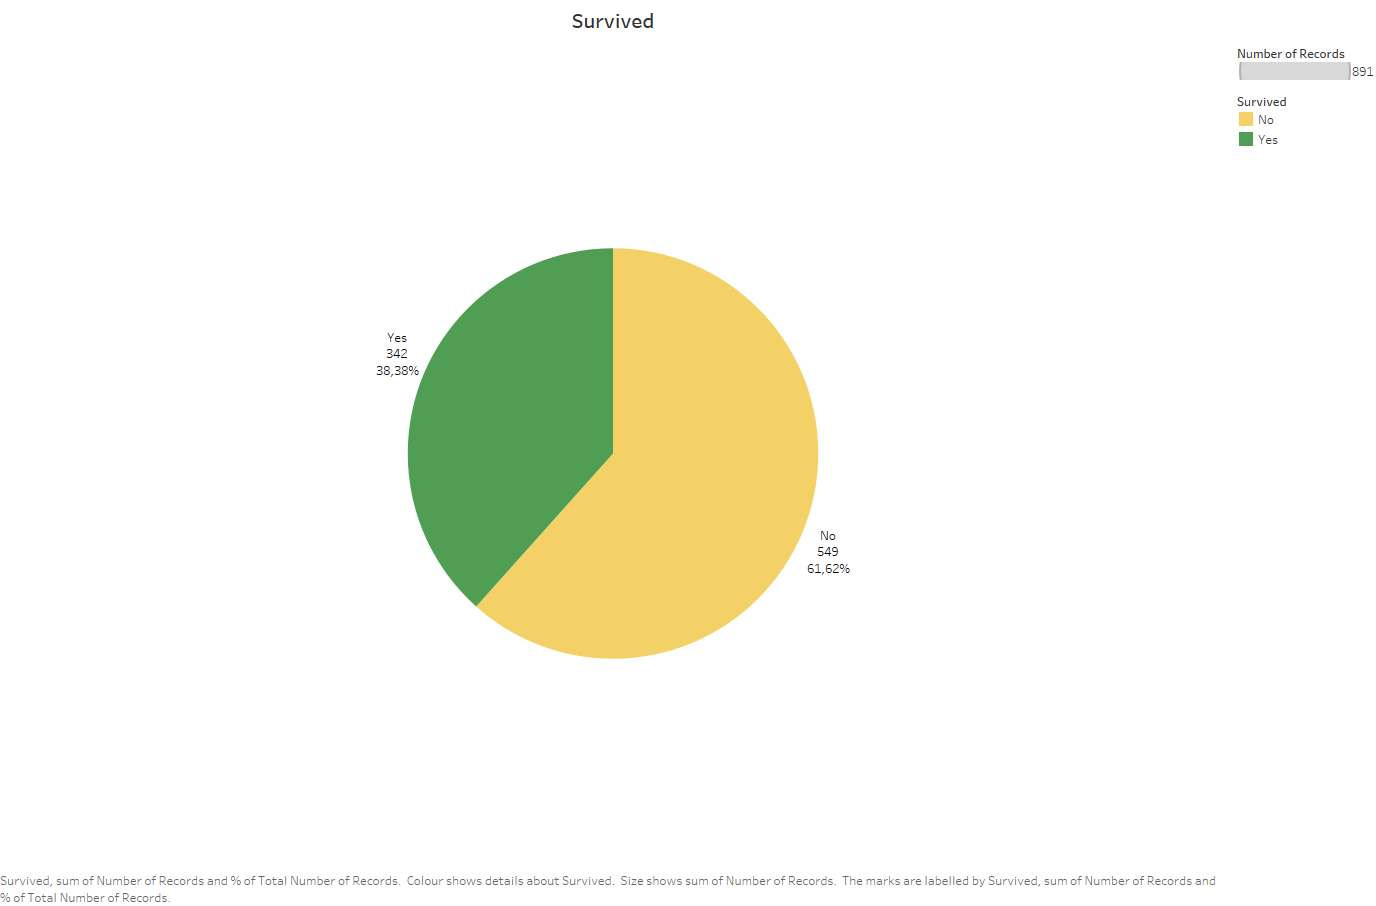 Survived
Number of Records
891
Survived
No
Yes
Yes
342
38,38%
No
549
61,62%
Survived, sum of Number of Records and % of Total Number of Records.  Colour shows details about Survived.  Size shows sum of Number of Records.  The marks are labelled by Survived, sum of Number of Records and
% of Total Number of Records.